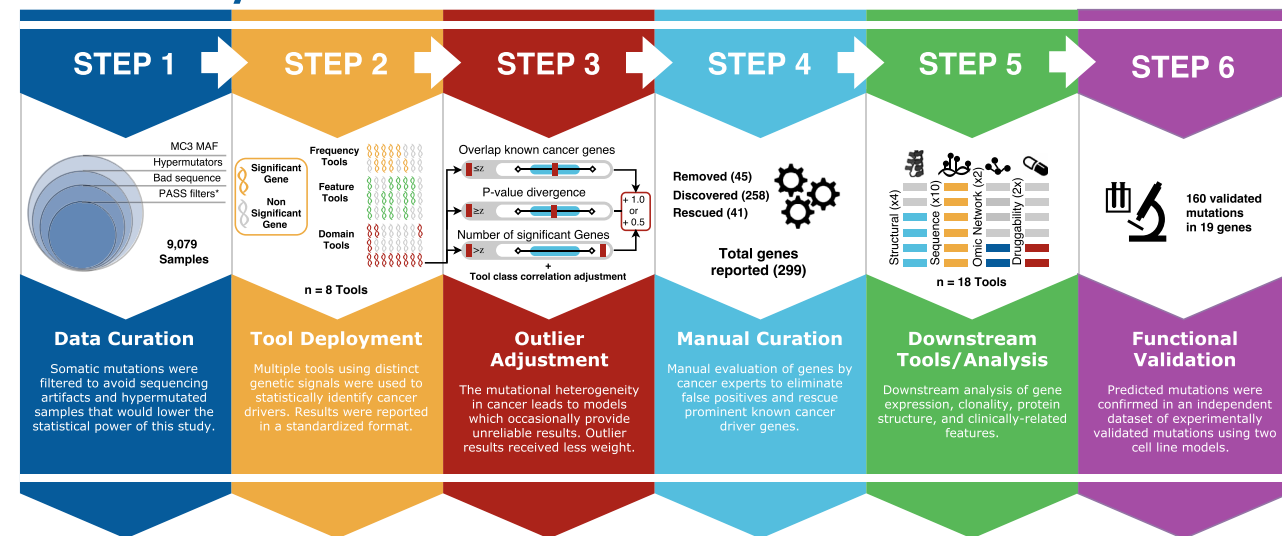 STEP 1
STEP 2
STEP 3
STEP 4
STEP 5
STEP 6
MC3 MAF
Hypermutators
Bad sequence
PASS filters*
9,079
Samples
Significant
Gene
Non
Significant
Gene
Frequency
Tools
Feature
Tools
Domain
Tools
n = 8 Tools
Overlap known cancer genes
≤z
P-value divergence
≥z
Number of significant Genes
>z
+
Tool class correlation adjustment
+ 1.0
or
+ 0.5
Removed (45)
Discovered (258)
Rescued (41)
Total genes
reported (299)
Structural (x4)
Sequence (x10)
Omic Network (x2)
Druggability (2x)
n = 18 Tools
160 validated
mutations
in 19 genes
Data Curation
Somatic mutations were
filtered to avoid sequencing
artifacts and hypermutated
samples that would lower the
statistical power of this study.
Tool Deployment
Multiple tools using distinct
genetic signals were used to
statistically identify cancer
drivers. Results were reported
in a standardized format.
Outlier
Adjustment
The mutational heterogeneity
in cancer leads to models
which occasionally provide
unreliable results. Outlier
results received less weight.
Manual Curation
Manual evaluation of genes by
cancer experts to eliminate
false positives and rescue
prominent known cancer
driver genes.
Downstream
Tools/Analysis
Downstream analysis of gene
expression, clonality, protein
structure, and clinically-related
features.
Functional
Validation
Predicted mutations were
confirmed in an independent
dataset of experimentally
validated mutations using two
cell line models.